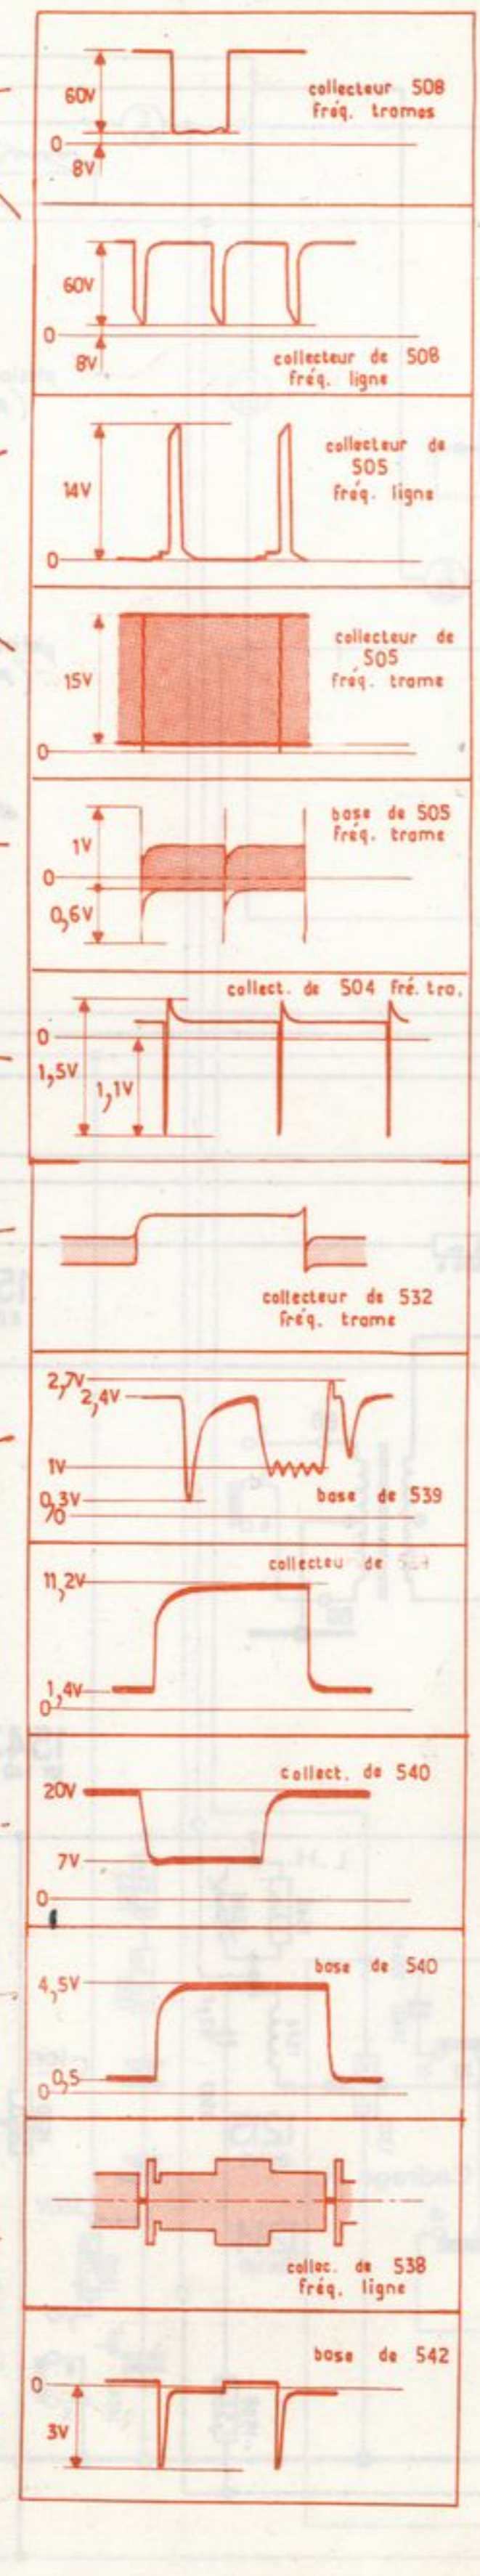 60V
collecteur 508
fréq. trames
0
8V
60V
0
8V
collecteur de 508
fréq. ligne
collecteur de
505
fréq. ligne
14V
0
collecteur de
505
fréq. trame
15V
0
base de 505
fréq. trame
1V
0
0,6V
collect. de 504 fré. tra.
0
1,5V
1,1V
collecteur de 532
fréq. trame
2,7V
2,4V
1V
0,3V
0
base de 539
collecteu de
11,2V
1,4V
0
collect. de 540
20V
7V
0
base de 540
4,5V
0,5
0
collec. de 538
fréq. ligne
base de 542
0
3V